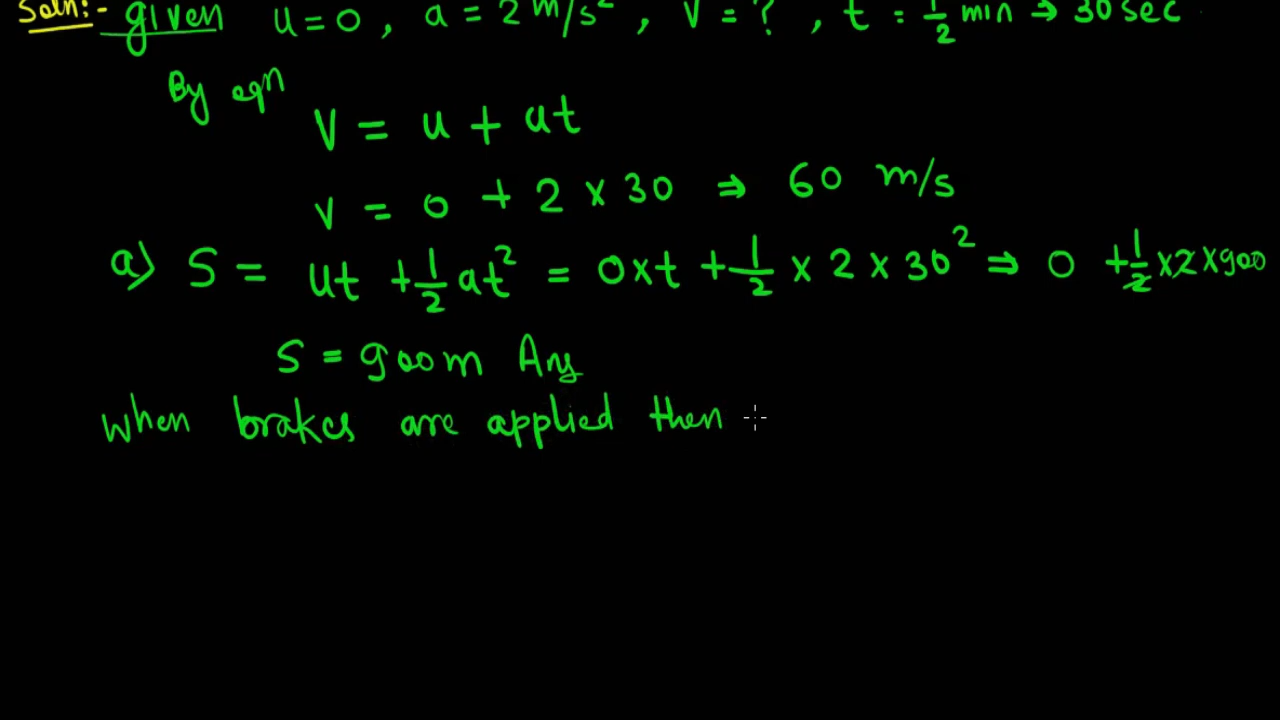 Soln:- given u = 0 , a = 2 m/s² , V = ? , t = 1/2 min ⇒ 30 sec
By eqn
V = u + at
V = 0 + 2 × 30 ⇒ 60 m/s
a) S = ut + 1/2 at² = 0×t + 1/2 × 2 × 30² ⇒ 0 + 1/2 × 2 × 900
S = 900m Ans
When brakes are applied then